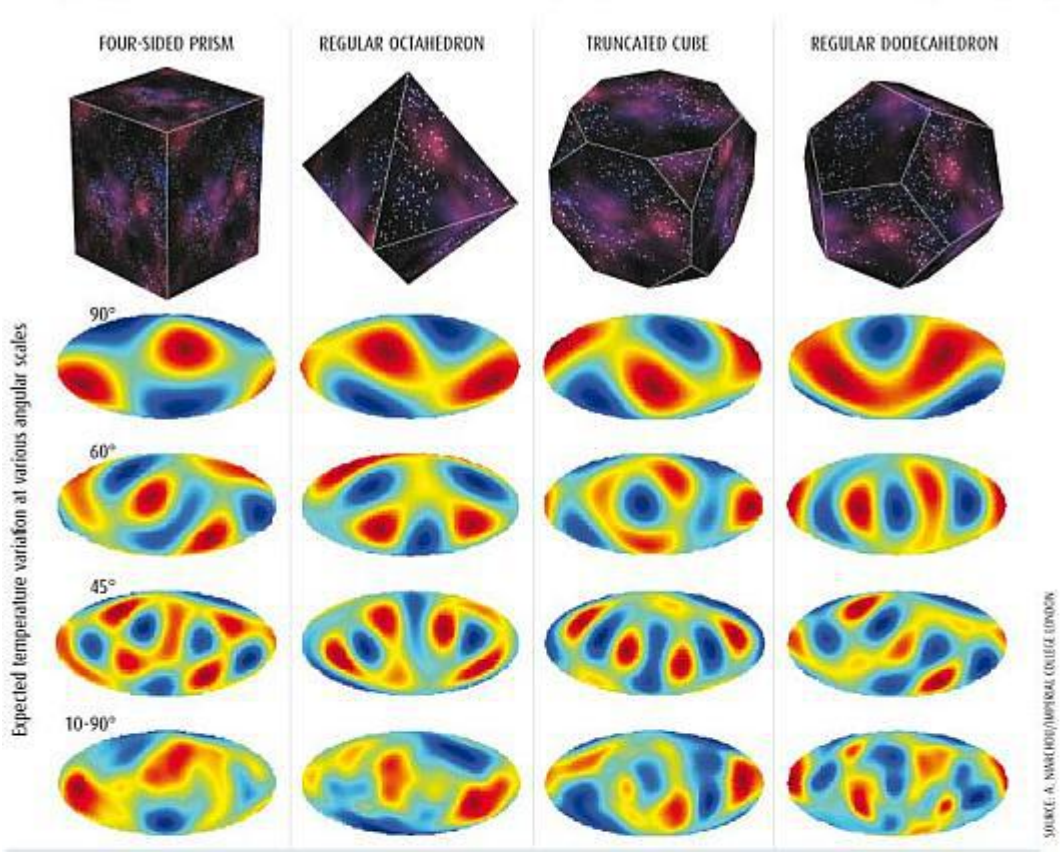 FOUR-SIDED PRISM
REGULAR OCTAHEDRON
TRUNCATED CUBE
REGULAR DODECAHEDRON
Expected temperature variation at various angular scales
90°
60°
45°
10-90°
SOURCE: A. NIARCHOU/IMPERIAL COLLEGE LONDON